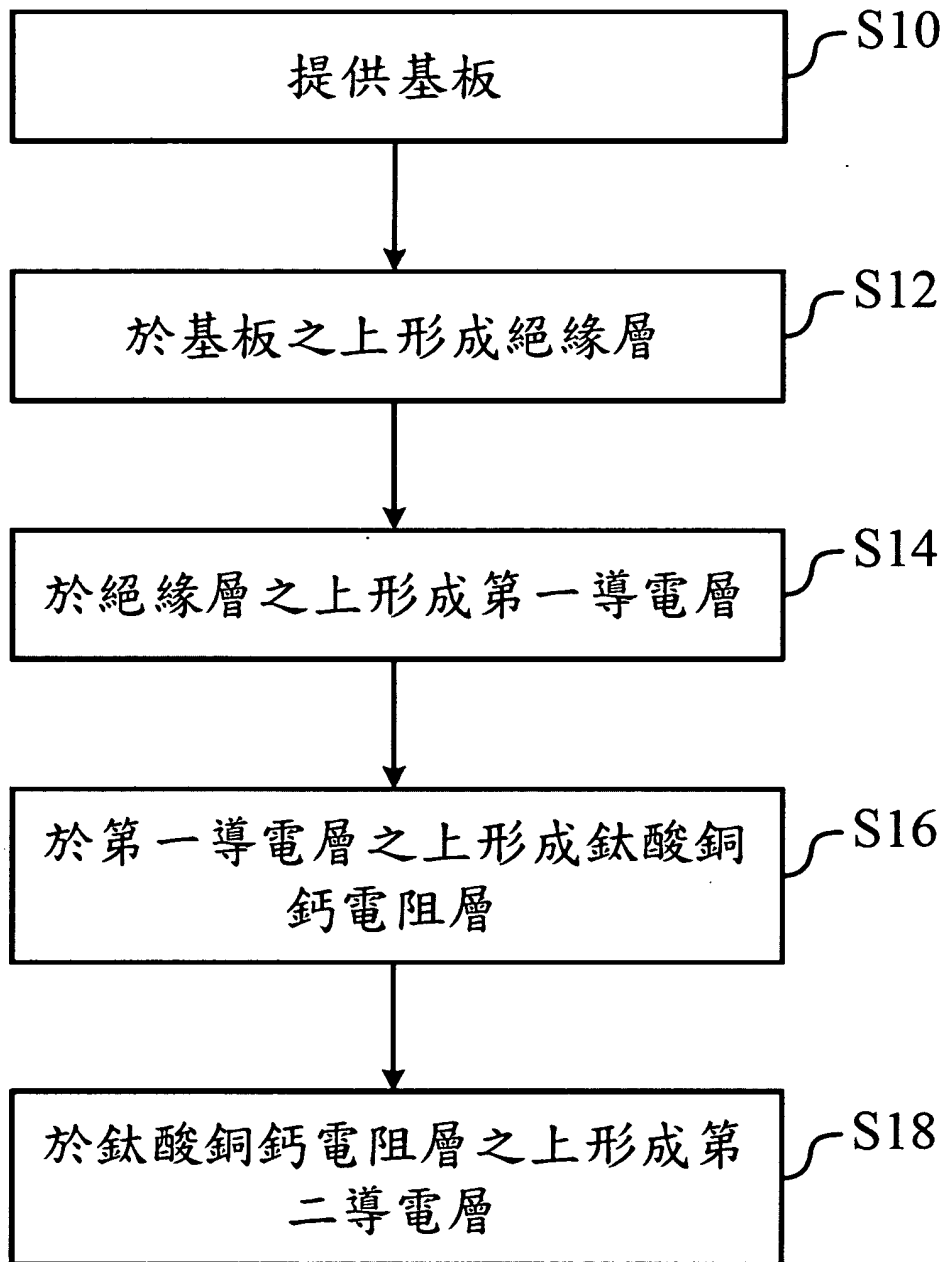 S10
提供基板
S12
於基板之上形成絕緣層
S14
於絕緣層之上形成第一導電層
S16
於第一導電層之上形成鈦酸銅
鈣電阻層
S18
於鈦酸銅鈣電阻層之上形成第
二導電層